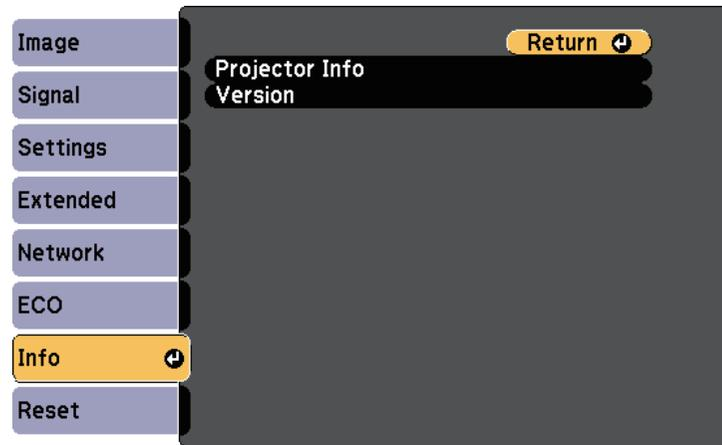 Image
Signal
Settings
Extended
Network
ECO
Info
Reset
Return
Projector Info
Version